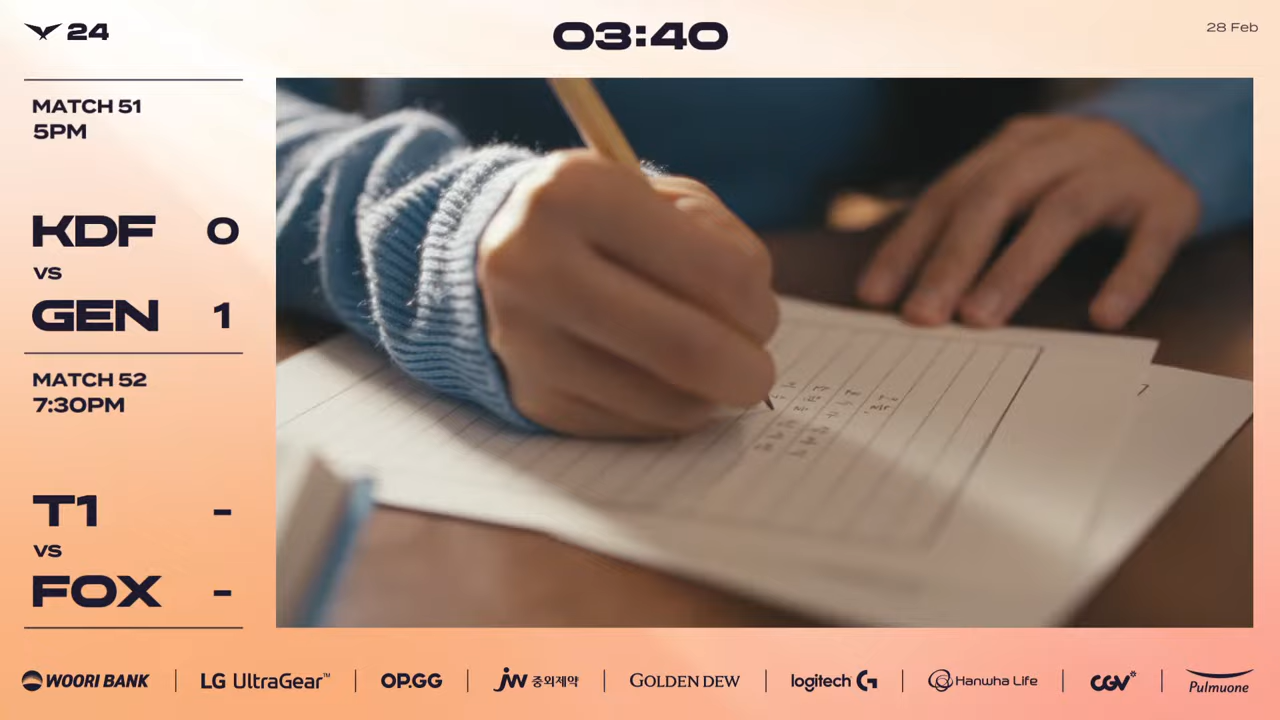 24
03:40
28 Feb
MATCH 51
5PM
KDF 0
VS
GEN 1
MATCH 52
7:30PM
T1 -
VS
FOX -
WOORI BANK
LG UltraGear™
OP.GG
JW 중외제약
GOLDEN DEW
logitech G
Hanwha Life
CGV
Pulmuone